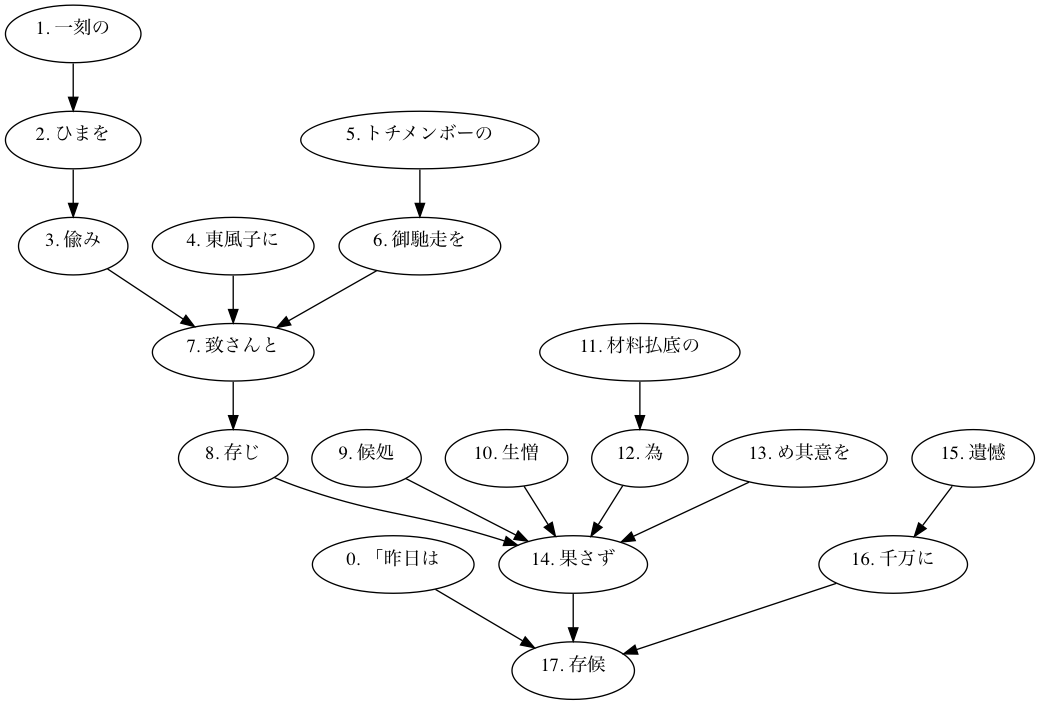 1. 一刻の
2. ひまを
5. トチメンボーの
3. 偸み
4. 東風子に
6. 御馳走を
7. 致さんと
11. 材料払底の
8. 存じ
9. 候処
10. 生憎
12. 為
13. め其意を
15. 遺憾
0. 「昨日は
14. 果さず
16. 千万に
17. 存候